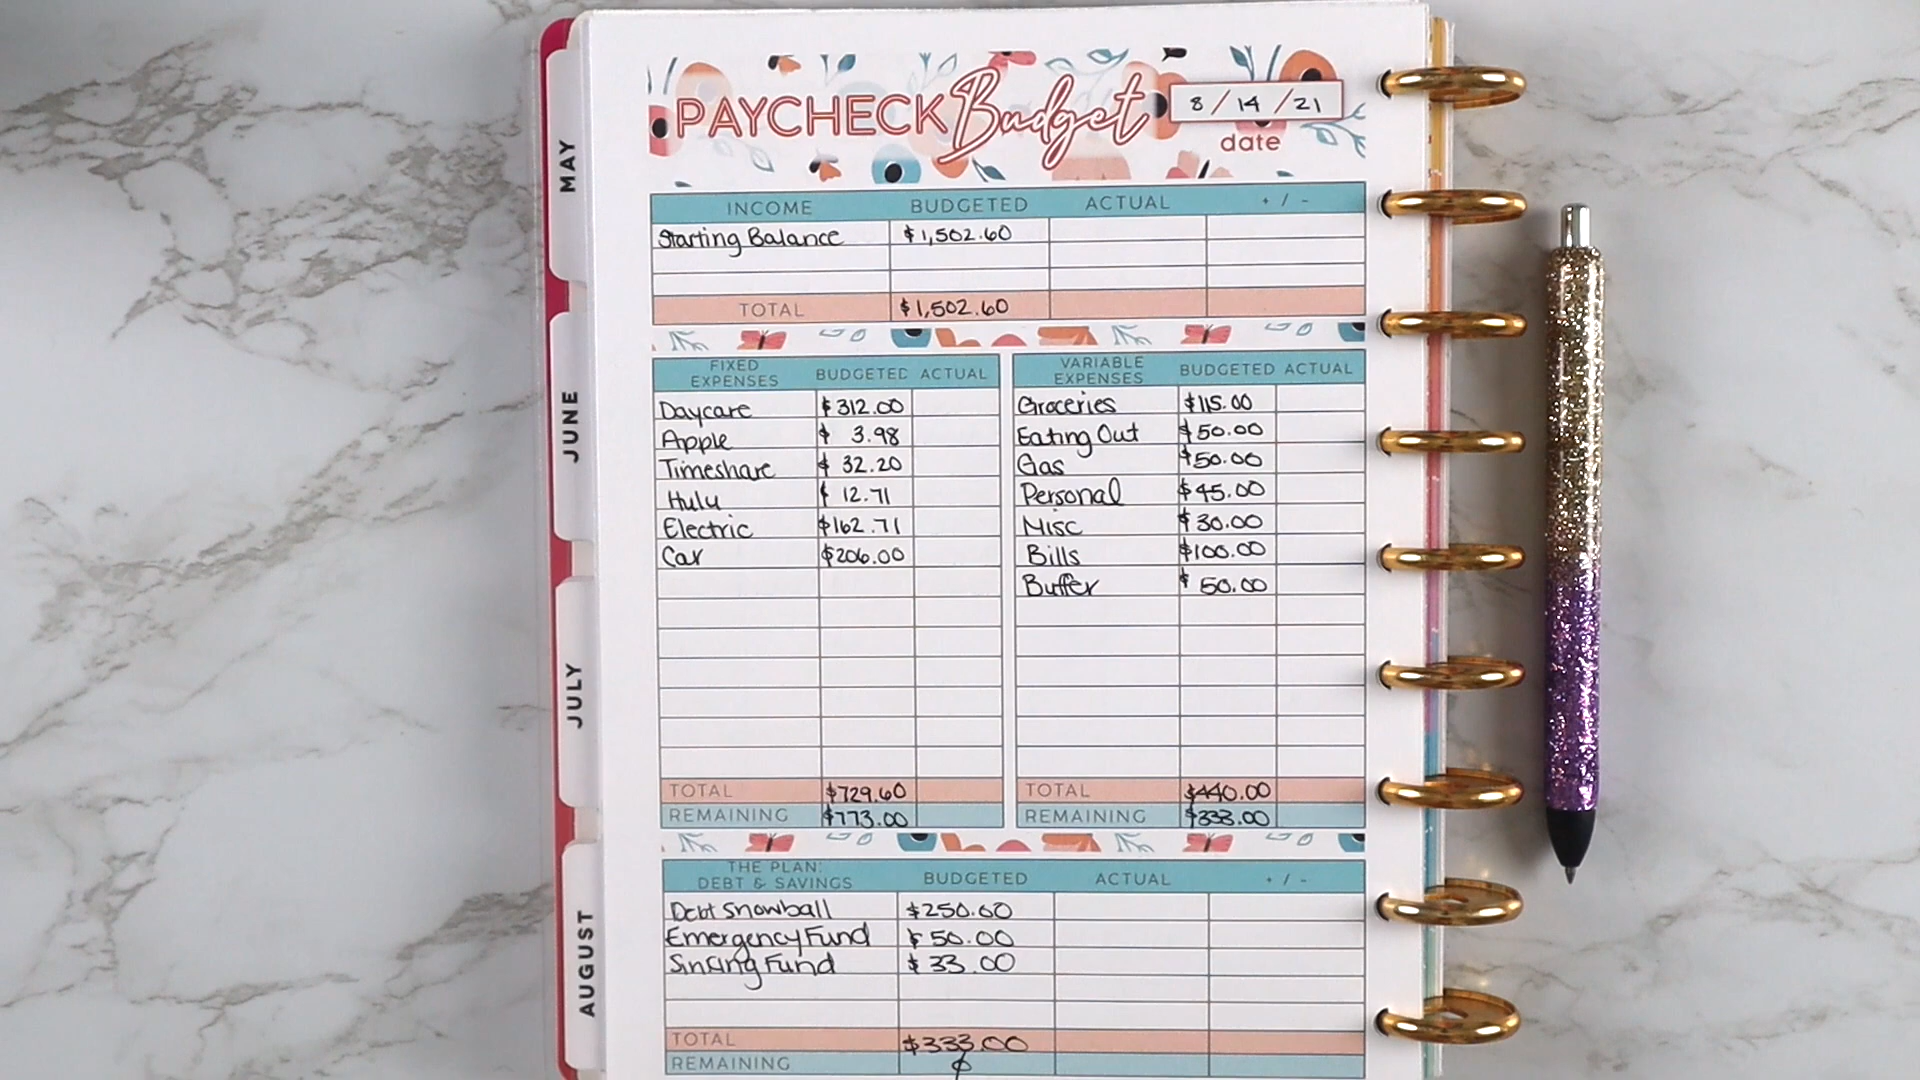 PAYCHECK Budget 8/14/21
date
INCOME BUDGETED ACTUAL +/-
Starting Balance $1,502.60
TOTAL $1,502.60
FIXED EXPENSES BUDGETED ACTUAL
Daycare $312.00
Apple $ 3.98
Timeshare $ 32.20
Hulu $ 12.71
Electric $162.71
Car $206.00
TOTAL $729.60
REMAINING $773.00
VARIABLE EXPENSES BUDGETED ACTUAL
Groceries $115.00
Eating Out $50.00
Gas $50.00
Personal $45.00
Misc $30.00
Bills $100.00
Buffer $ 50.00
TOTAL $440.00
REMAINING $333.00
THE PLAN:
DEBT & SAVINGS BUDGETED ACTUAL +/-
Debt Snowball $250.00
Emergency Fund $ 50.00
Sinking Fund $ 33.00
TOTAL $333.00
REMAINING 0
MAY
JUNE
JULY
AUGUST